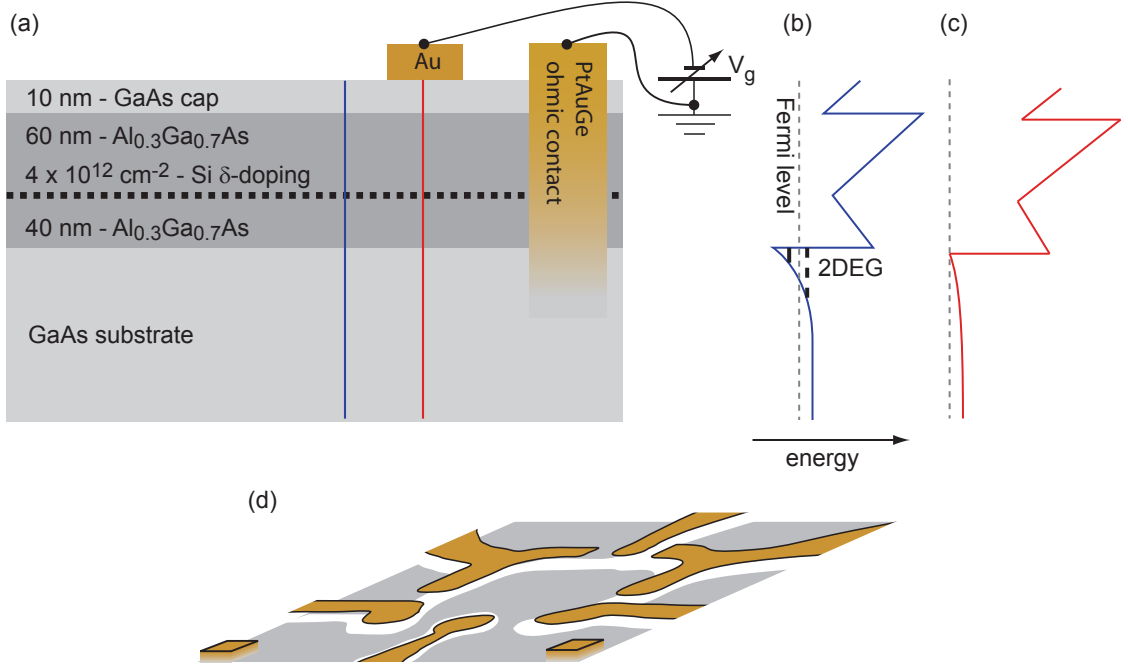 (a)
Au
PtAuGe
ohmic contact
V_g
10 nm - GaAs cap
60 nm - Al₀.₃Ga₀.₇As
4 x 10¹² cm⁻² - Si δ-doping
40 nm - Al₀.₃Ga₀.₇As
GaAs substrate
(b)
Fermi level
2DEG
energy
(c)
(d)